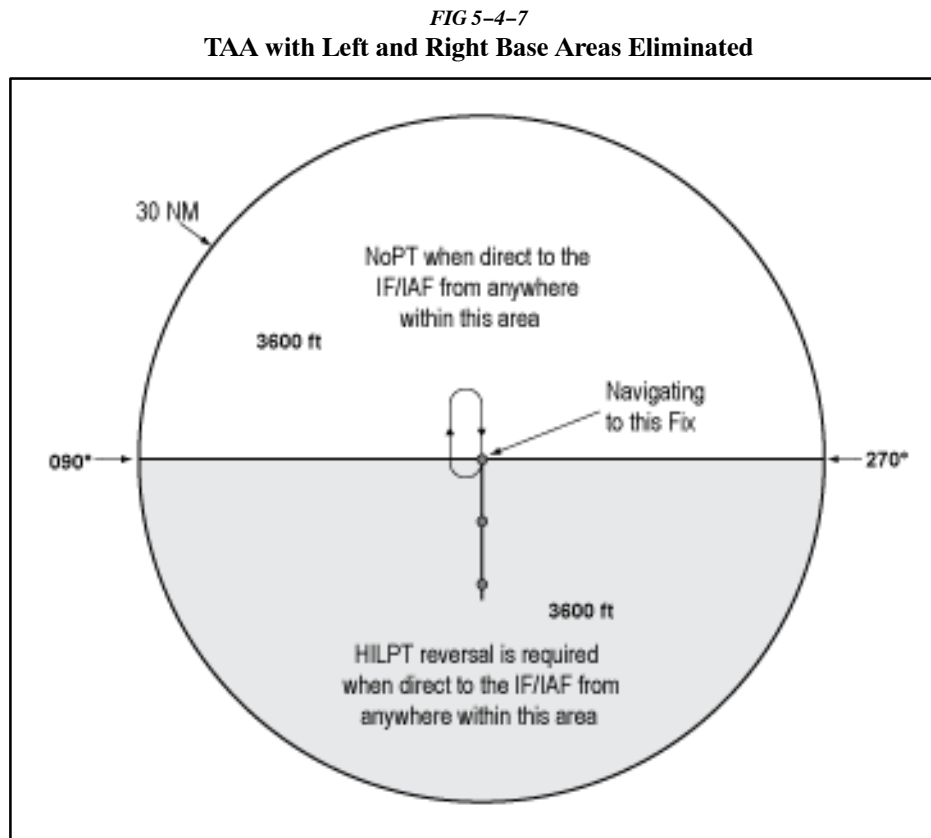 FIG 5–4–7
TAA with Left and Right Base Areas Eliminated
30 NM
NoPT when direct to the
IF/IAF from anywhere
within this area
3600 ft
Navigating
to this Fix
090°
270°
3600 ft
HILPT reversal is required
when direct to the IF/IAF from
anywhere within this area